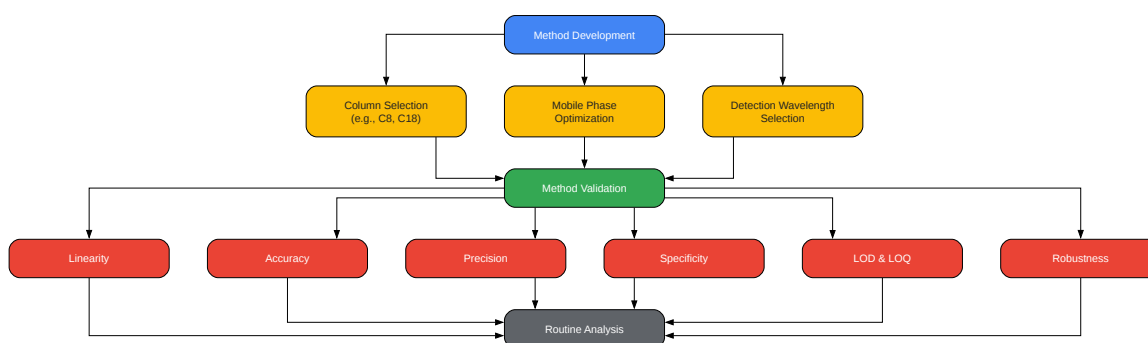 Method Development
Column Selection
(e.g., C8, C18)
Mobile Phase
Optimization
Detection Wavelength
Selection
Method Validation
Linearity
Accuracy
Precision
Specificity
LOD & LOQ
Robustness
Routine Analysis